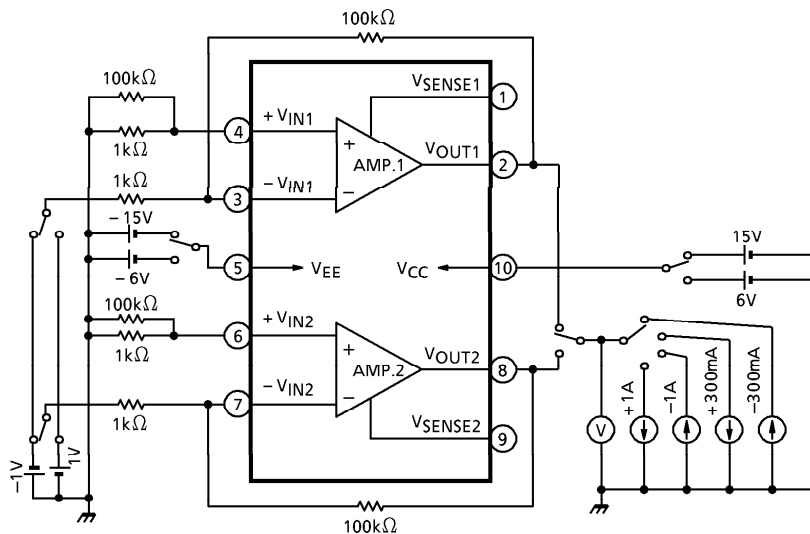 100kΩ
100kΩ
VSENSE1
1
+VIN1
4
1kΩ
+
AMP.1
−
VOUT1
2
1kΩ
−VIN1
3
−15V
−6V
5
VEE
VCC
10
15V
6V
100kΩ
+VIN2
6
1kΩ
+
AMP.2
−
VOUT2
8
−VIN2
7
1kΩ
VSENSE2
9
V
+1A
−1A
+300mA
−300mA
−1V
1V
100kΩ